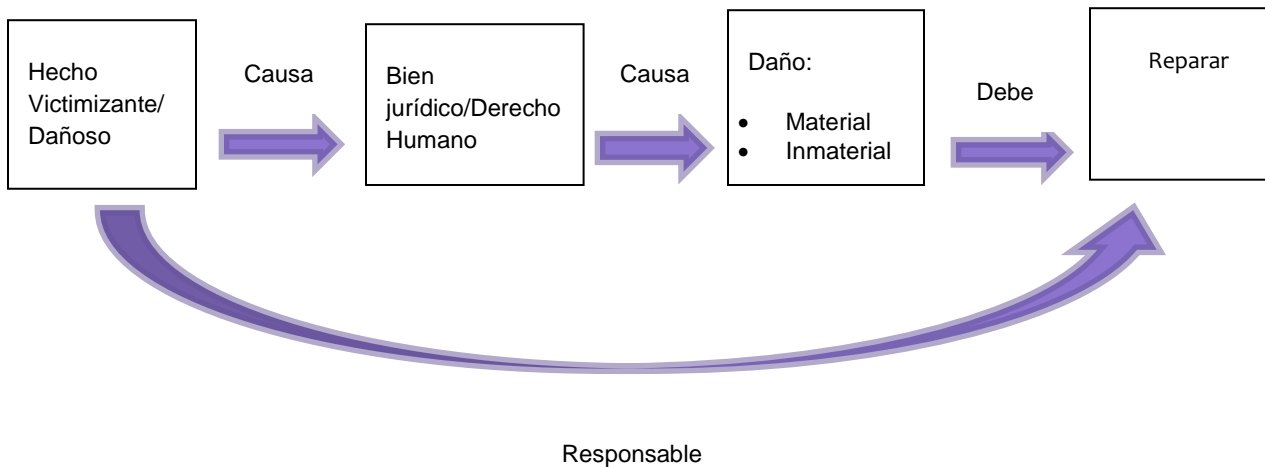 Hecho
Victimizante/
Dañoso
Causa
Bien
jurídico/Derecho
Humano
Causa
Daño:
• Material
• Inmaterial
Debe
Reparar
Responsable